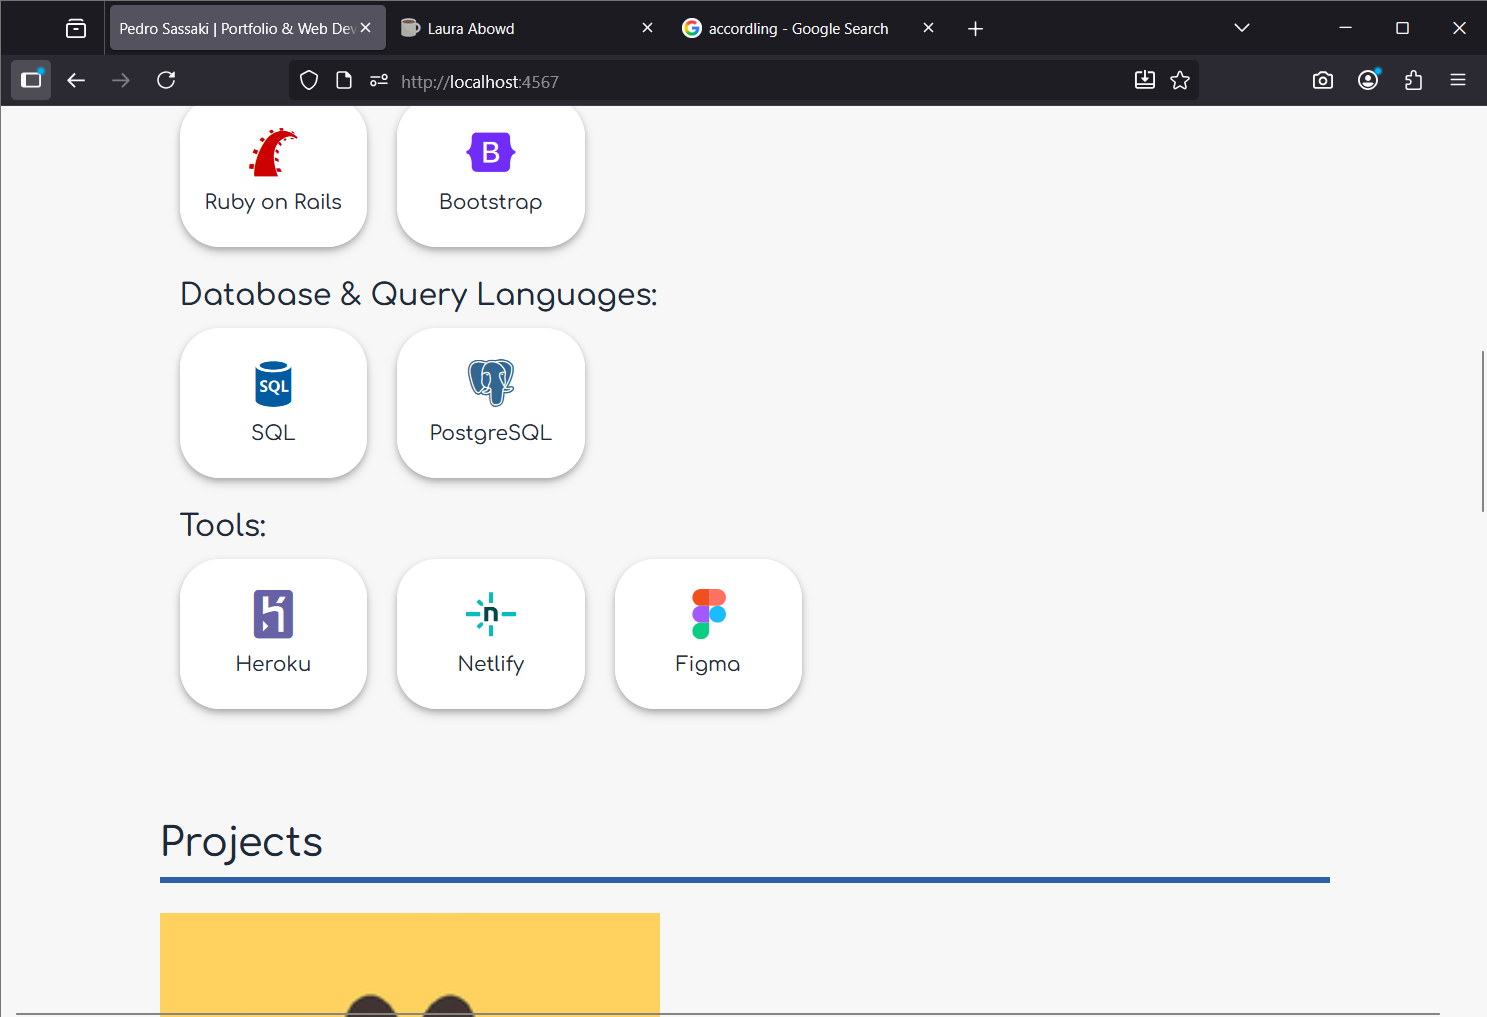 Pedro Sassaki | Portfolio & Web Dev
Laura Abowd
accordling - Google Search
http://localhost:4567
B
Ruby on Rails
Bootstrap
Database & Query Languages:
SQL
SQL
PostgreSQL
Tools:
n
Heroku
Netlify
Figma
Projects